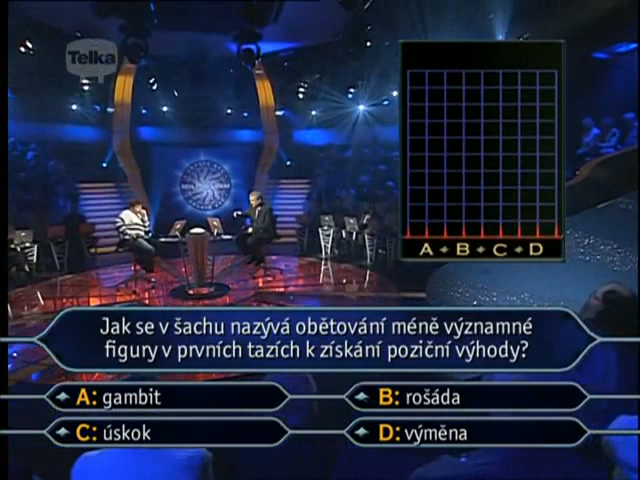 Telka
A B C D
Jak se v šachu nazývá obětování méně významné
figury v prvních tazích k získání poziční výhody?
A: gambit
B: rošáda
C: úskok
D: výměna